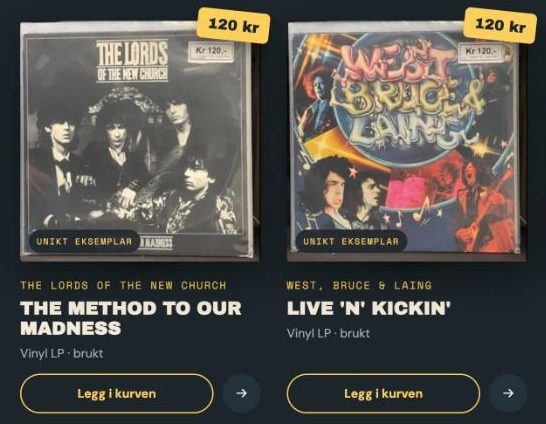 120 kr
THE LORDS
OF THE NEW CHURCH
Kr 120.-
UNIKT EKSEMPLAR
MADNESS
THE LORDS OF THE NEW CHURCH
THE METHOD TO OUR
MADNESS
Vinyl LP · brukt
Legg i kurven
→
120 kr
Kr 120.-
WEST,
BRUCE &
LAING
UNIKT EKSEMPLAR
WEST, BRUCE & LAING
LIVE 'N' KICKIN'
Vinyl LP · brukt
Legg i kurven
→